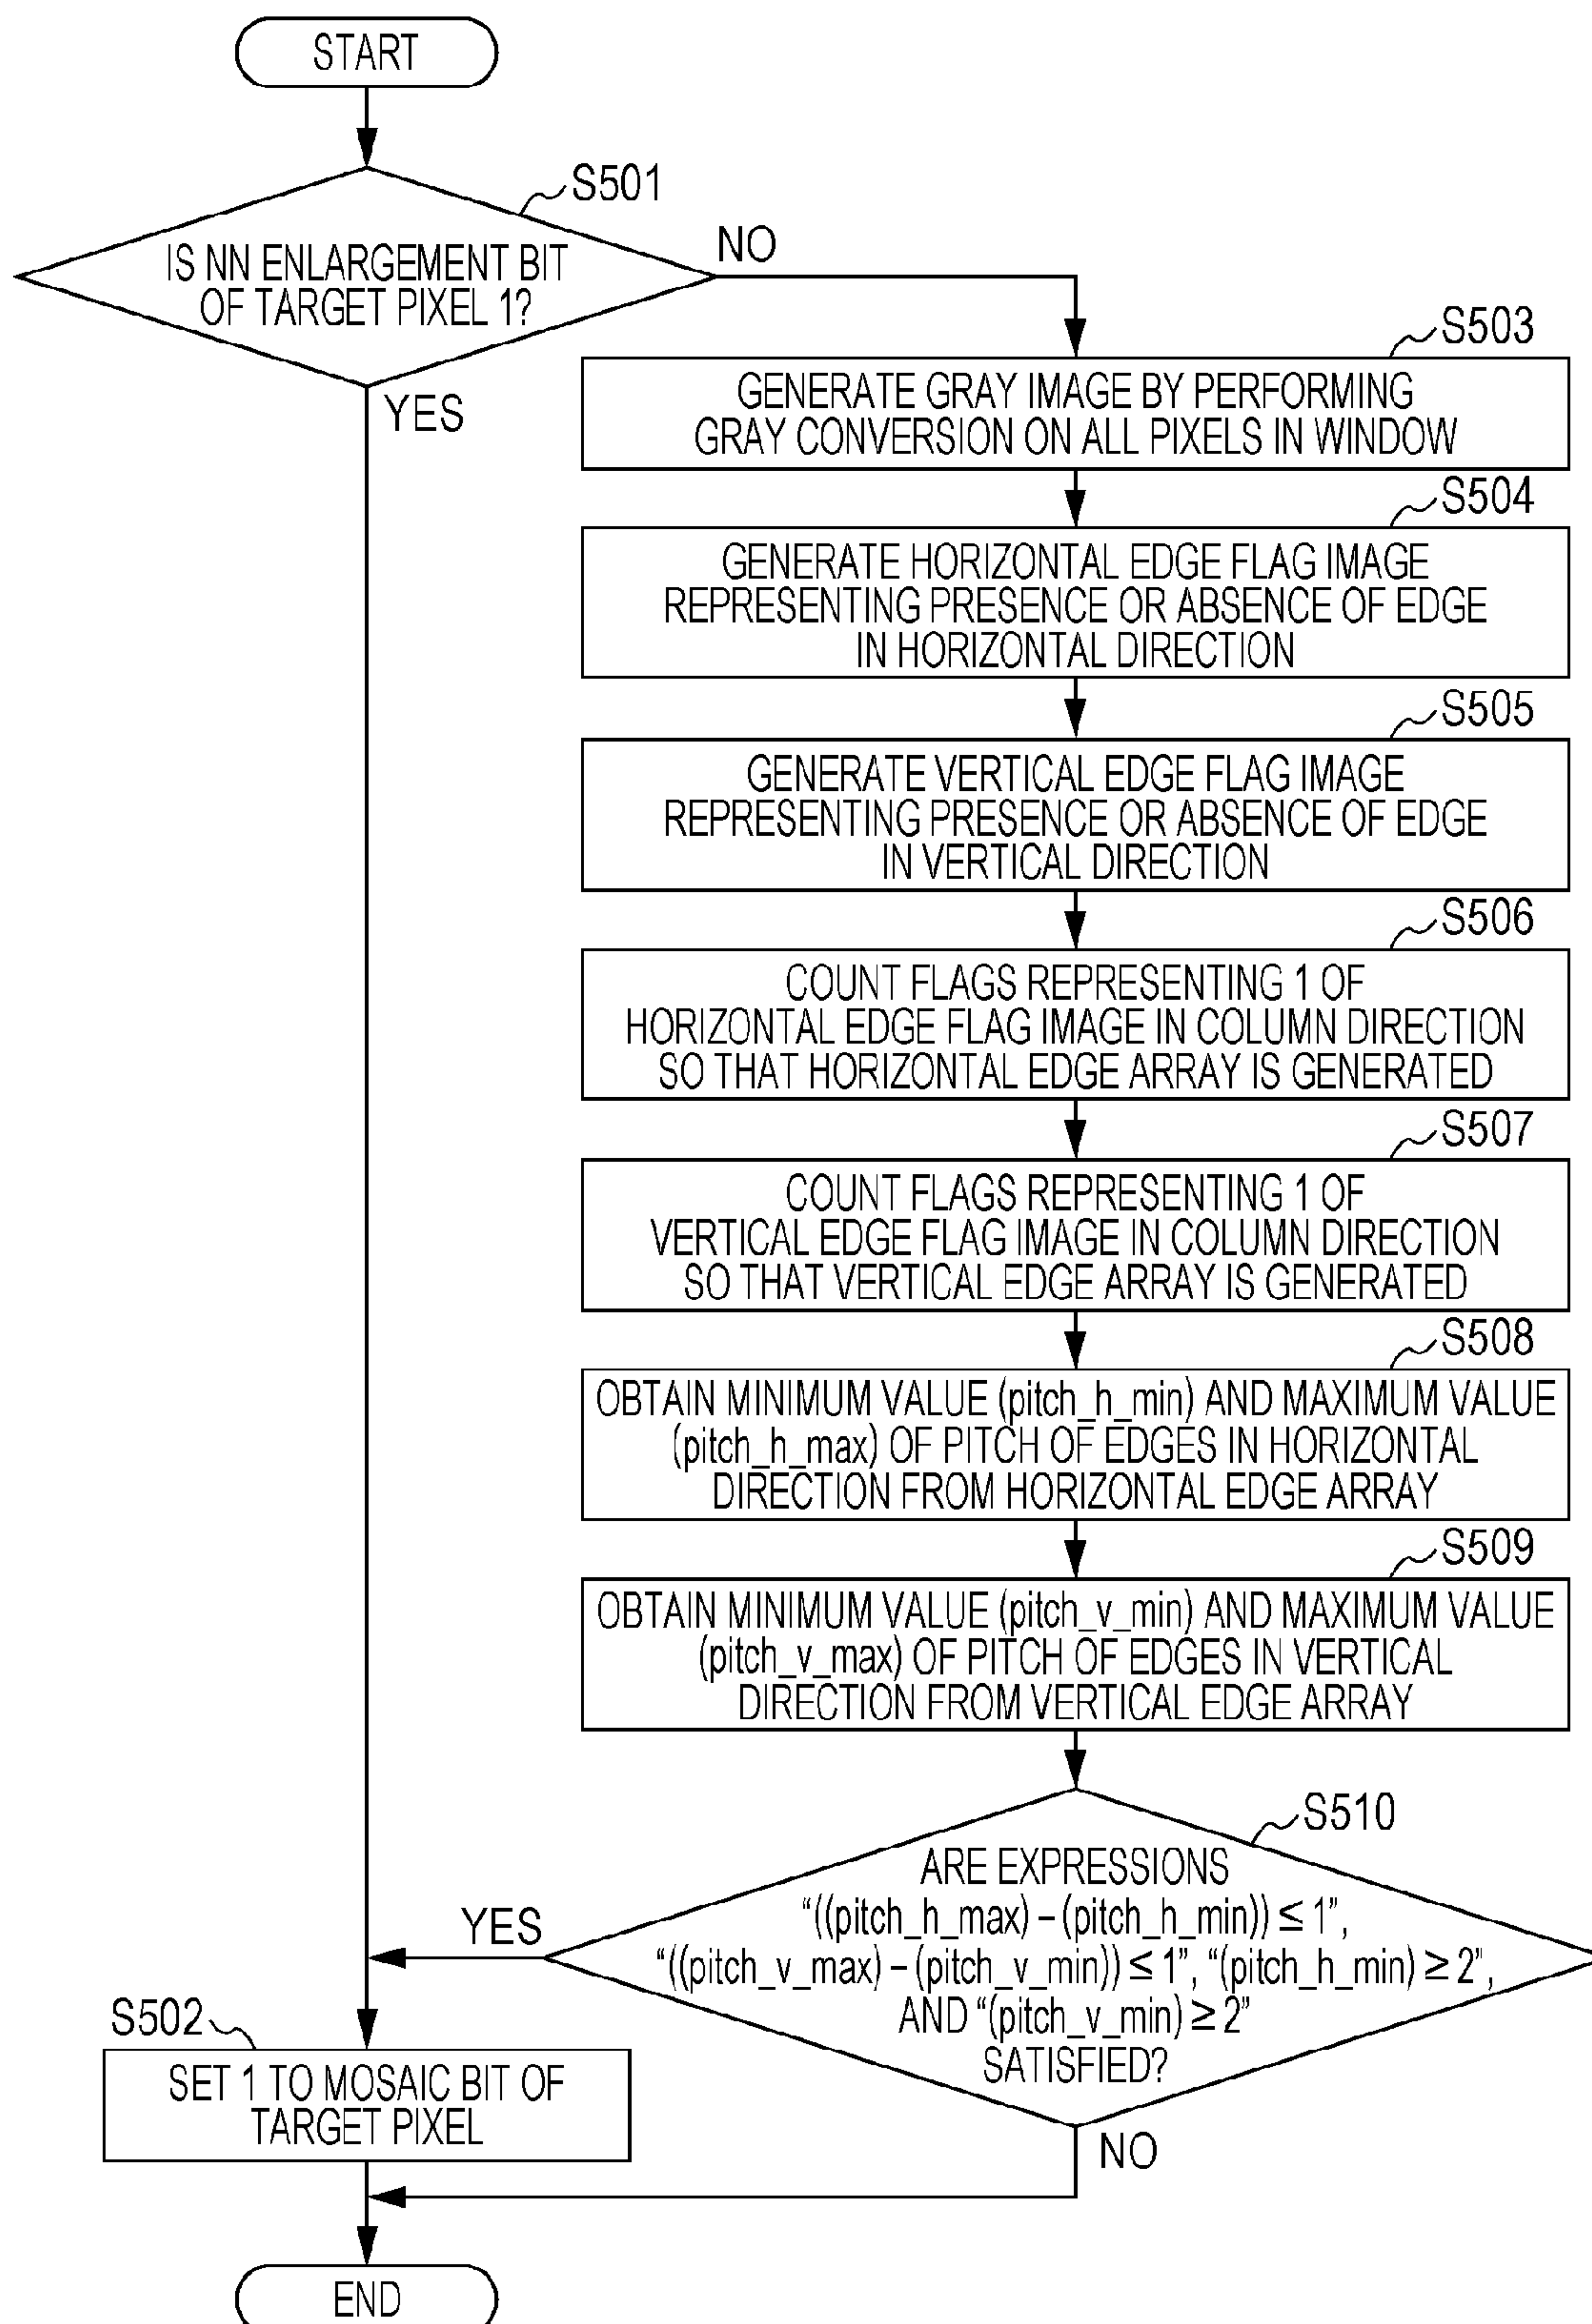 START
S501
IS NN ENLARGEMENT BIT
OF TARGET PIXEL 1?
NO
YES
S503
GENERATE GRAY IMAGE BY PERFORMING
GRAY CONVERSION ON ALL PIXELS IN WINDOW
S504
GENERATE HORIZONTAL EDGE FLAG IMAGE
REPRESENTING PRESENCE OR ABSENCE OF EDGE
IN HORIZONTAL DIRECTION
S505
GENERATE VERTICAL EDGE FLAG IMAGE
REPRESENTING PRESENCE OR ABSENCE OF EDGE
IN VERTICAL DIRECTION
S506
COUNT FLAGS REPRESENTING 1 OF
HORIZONTAL EDGE FLAG IMAGE IN COLUMN DIRECTION
SO THAT HORIZONTAL EDGE ARRAY IS GENERATED
S507
COUNT FLAGS REPRESENTING 1 OF
VERTICAL EDGE FLAG IMAGE IN COLUMN DIRECTION
SO THAT VERTICAL EDGE ARRAY IS GENERATED
S508
OBTAIN MINIMUM VALUE (pitch_h_min) AND MAXIMUM VALUE
(pitch_h_max) OF PITCH OF EDGES IN HORIZONTAL
DIRECTION FROM HORIZONTAL EDGE ARRAY
S509
OBTAIN MINIMUM VALUE (pitch_v_min) AND MAXIMUM VALUE
(pitch_v_max) OF PITCH OF EDGES IN VERTICAL
DIRECTION FROM VERTICAL EDGE ARRAY
S510
ARE EXPRESSIONS
“((pitch_h_max) – (pitch_h_min)) ≤ 1”,
“((pitch_v_max) – (pitch_v_min)) ≤ 1”, “(pitch_h_min) ≥ 2”,
AND “(pitch_v_min) ≥ 2”
SATISFIED?
YES
NO
S502
SET 1 TO MOSAIC BIT OF
TARGET PIXEL
END